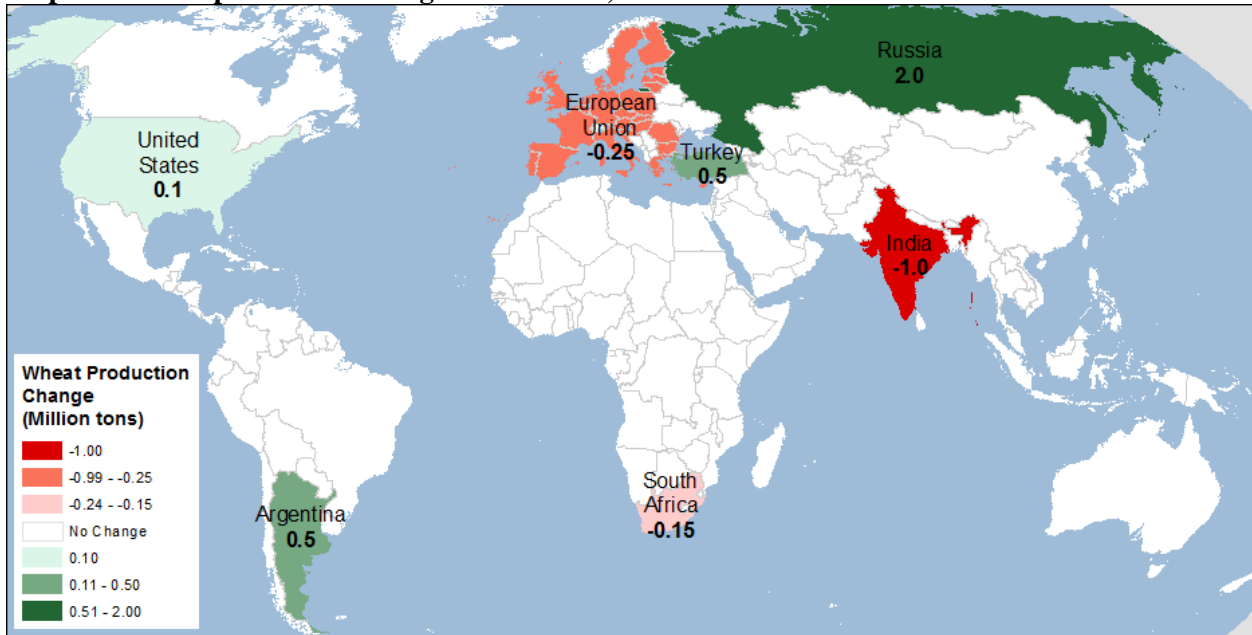 United
States
0.1
European
Union
-0.25
Russia
2.0
Turkey
0.5
India
-1.0
Argentina
0.5
South
Africa
-0.15
Wheat Production
Change
(Million tons)
-1.00
-0.99 - -0.25
-0.24 - -0.15
No Change
0.10
0.11 - 0.50
0.51 - 2.00